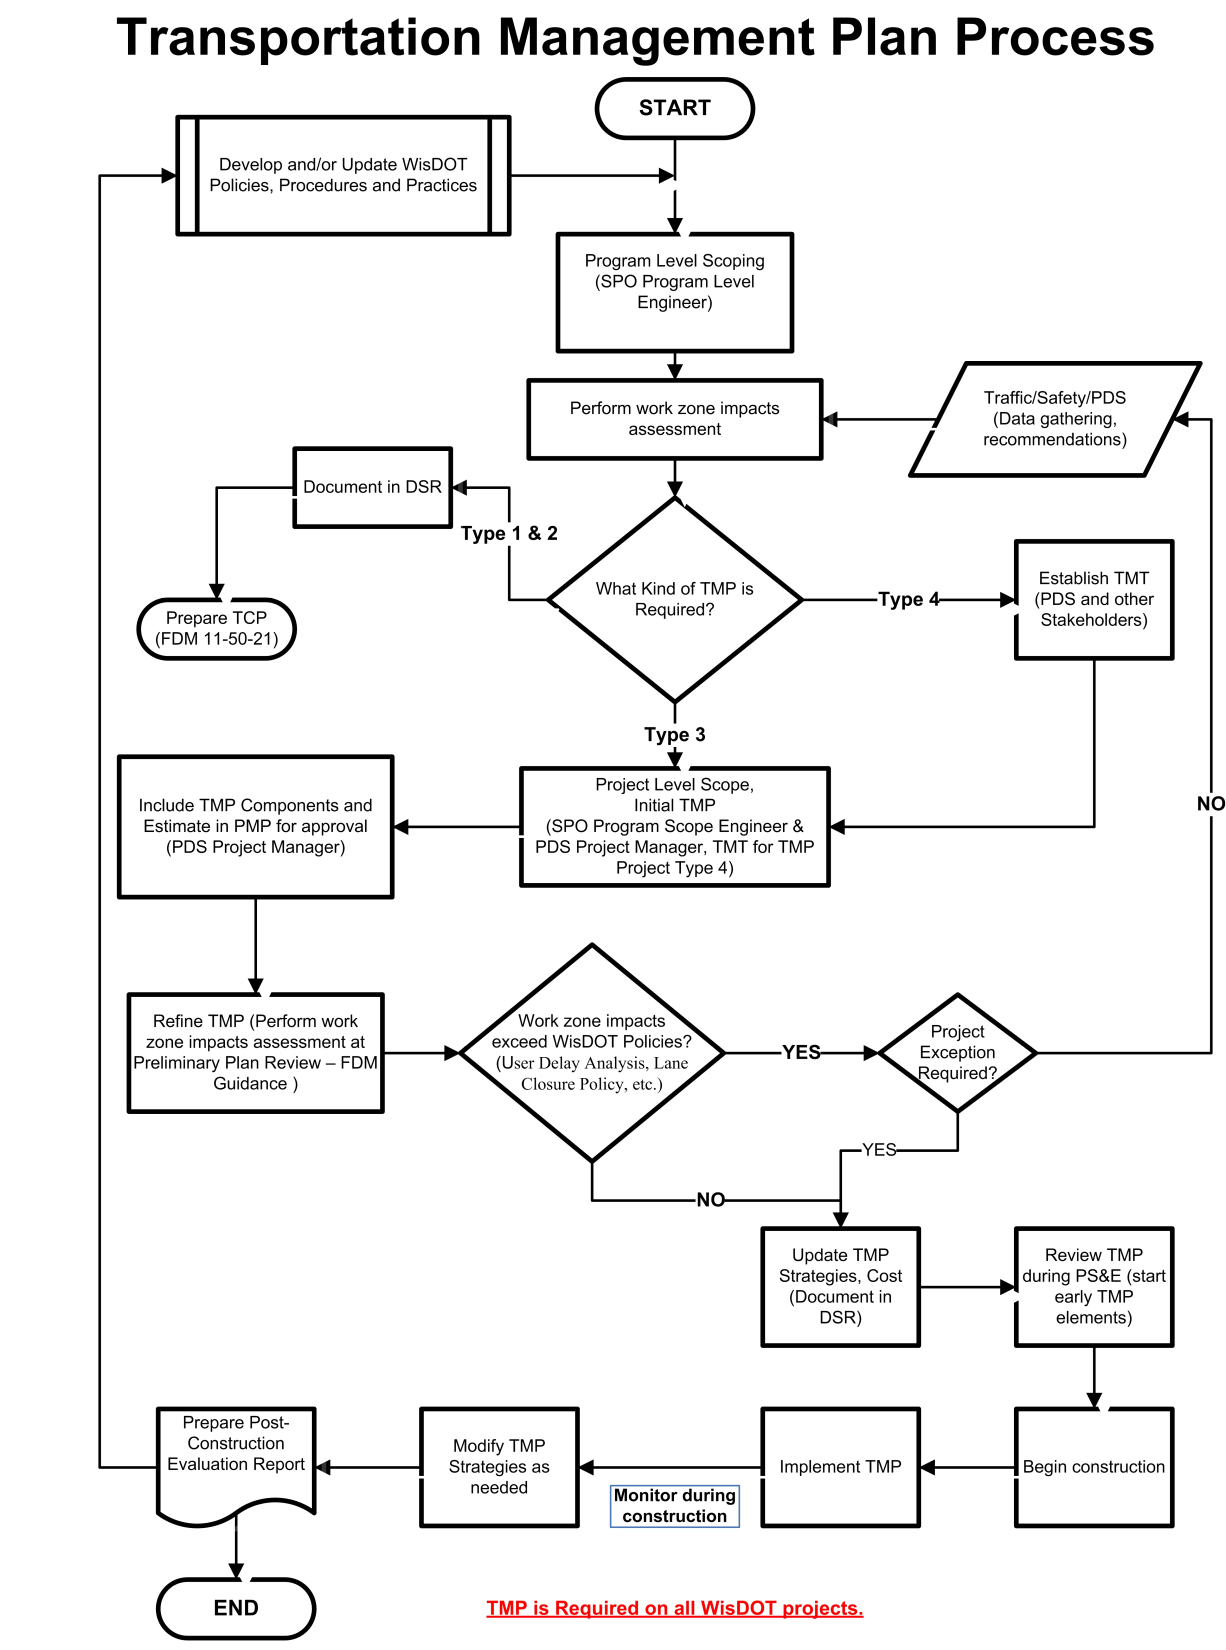 Transportation Management Plan Process
START
Develop and/or Update WisDOT
Policies, Procedures and Practices
Program Level Scoping
(SPO Program Level
Engineer)
Perform work zone impacts
assessment
Traffic/Safety/PDS
(Data gathering,
recommendations)
Document in DSR
Type 1 & 2
Prepare TCP
(FDM 11-50-21)
What Kind of TMP is
Required?
Type 4
Establish TMT
(PDS and other
Stakeholders)
Type 3
Include TMP Components and
Estimate in PMP for approval
(PDS Project Manager)
Project Level Scope,
Initial TMP
(SPO Program Scope Engineer &
PDS Project Manager, TMT for TMP
Project Type 4)
NO
Refine TMP (Perform work
zone impacts assessment at
Preliminary Plan Review – FDM
Guidance )
Work zone impacts
exceed WisDOT Policies?
(User Delay Analysis, Lane
Closure Policy, etc.)
YES
Project
Exception
Required?
YES
NO
Update TMP
Strategies, Cost
(Document in
DSR)
Review TMP
during PS&E (start
early TMP
elements)
Prepare Post-
Construction
Evaluation Report
Modify TMP
Strategies as
needed
Monitor during
construction
Implement TMP
Begin construction
END
TMP is Required on all WisDOT projects.